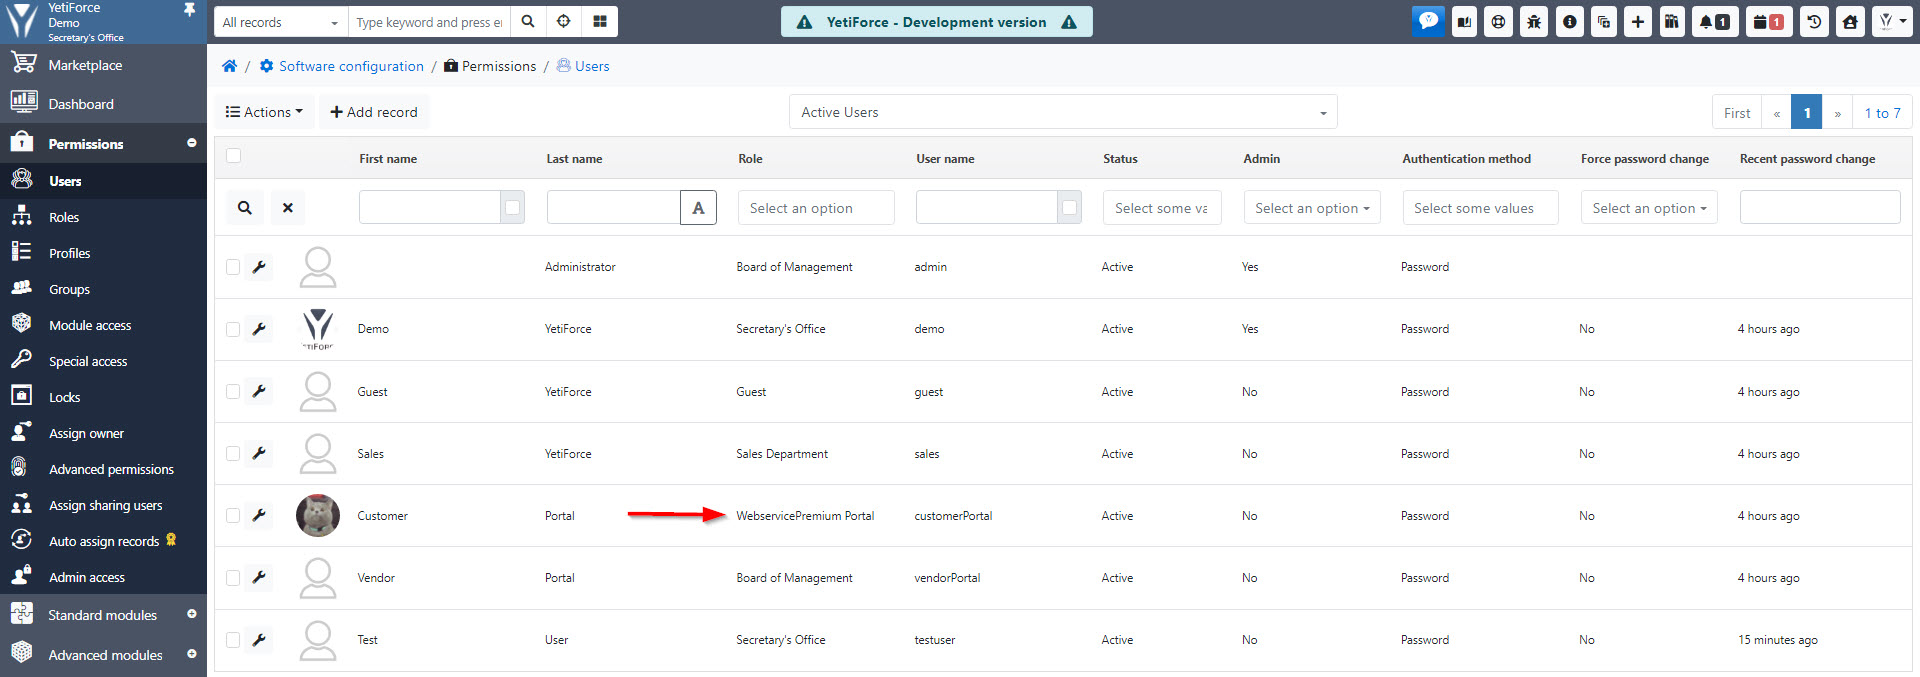 YetiForce
Demo
Secretary's Office
All records
Type keyword and press en
YetiForce - Development version
1
1
Marketplace
Dashboard
Permissions
Users
Roles
Profiles
Groups
Module access
Special access
Locks
Assign owner
Advanced permissions
Assign sharing users
Auto assign records
Admin access
Standard modules
Advanced modules
/ Software configuration / Permissions / Users
Actions
Add record
Active Users
First « 1 » 1 to 7
First name Last name Role User name Status Admin Authentication method Force password change Recent password change
A Select an option Select some va Select an option Select some values Select an option
Administrator Board of Management admin Active Yes Password
Demo YetiForce Secretary's Office demo Active Yes Password No 4 hours ago
Guest YetiForce Guest guest Active No Password No 4 hours ago
Sales YetiForce Sales Department sales Active No Password No 4 hours ago
Customer Portal WebservicePremium Portal customerPortal Active No Password No 4 hours ago
Vendor Portal Board of Management vendorPortal Active No Password No 4 hours ago
Test User Secretary's Office testuser Active No Password No 15 minutes ago